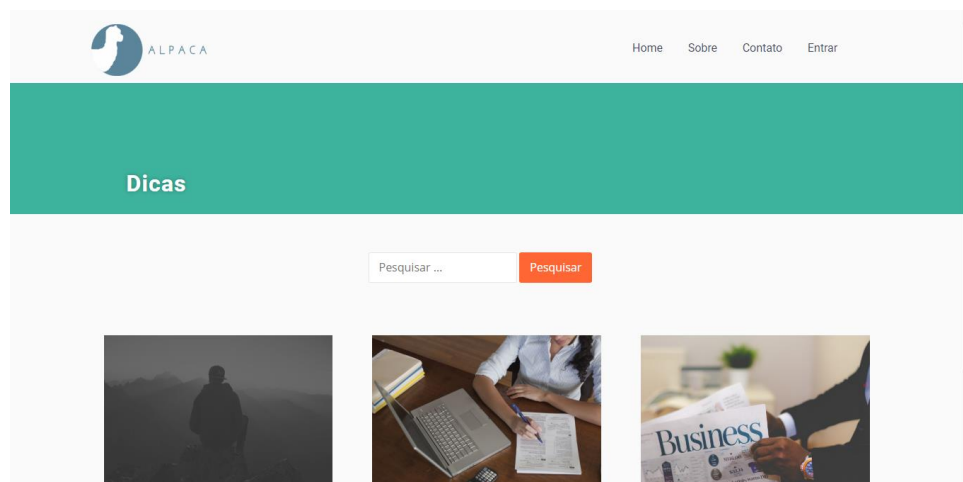 ALPACA
Home Sobre Contato Entrar
Dicas
Pesquisar ... Pesquisar
Business